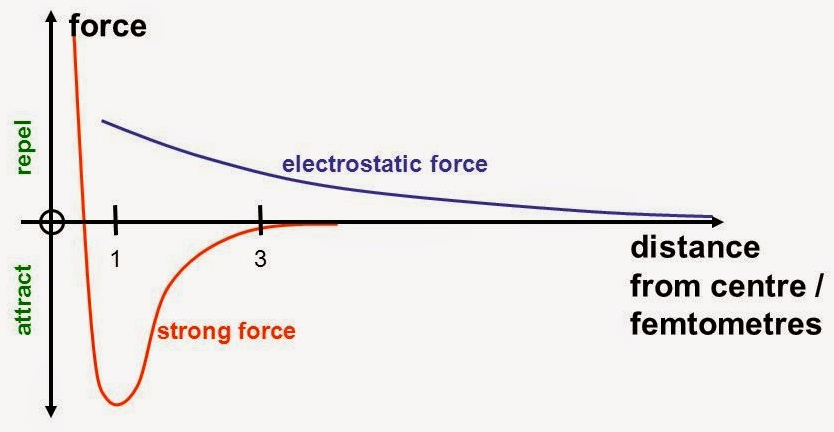 force
repel
electrostatic force
1
3
distance
from centre /
femtometres
attract
strong force